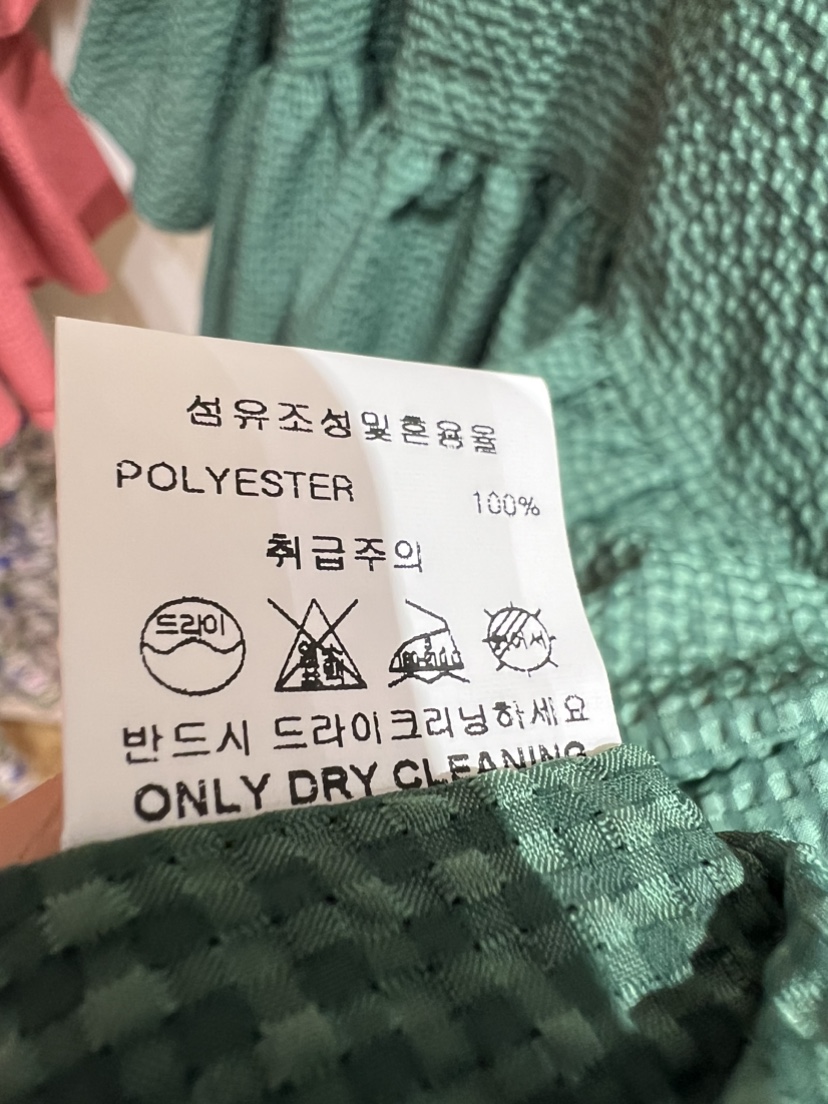 섬유조성및혼용율
POLYESTER 100%
취급주의
드라이
반드시 드라이크리닝하세요
ONLY DRY CLEANING